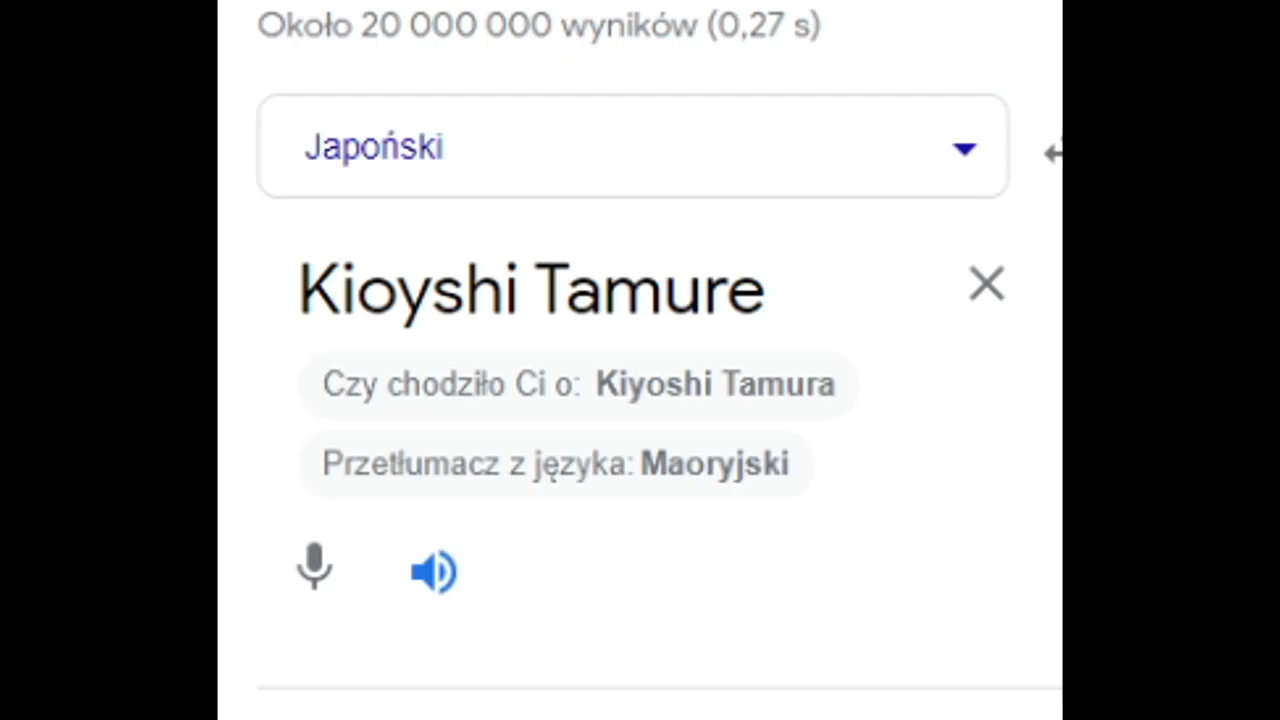 Około 20 000 000 wyników (0,27 s)
Japoński
Kioyshi Tamure
Czy chodziło Ci o: Kiyoshi Tamura
Przetłumacz z języka: Maoryjski